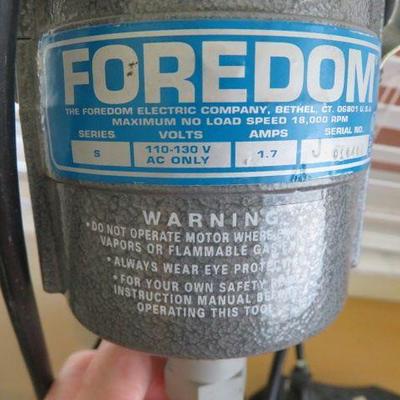 FOREDOM
THE FOREDOM ELECTRIC COMPANY, BETHEL, CT. 06801 U.S.A.
MAXIMUM NO LOAD SPEED 18,000 RPM
SERIES VOLTS AMPS SERIAL NO.
S 110-130 V AC ONLY 1.7 J
WARNING
•DO NOT OPERATE MOTOR WHERE
VAPORS OR FLAMMABLE
•ALWAYS WEAR EYE
•FOR YOUR OWN SAFETY
INSTRUCTION MANUAL
OPERATING THIS